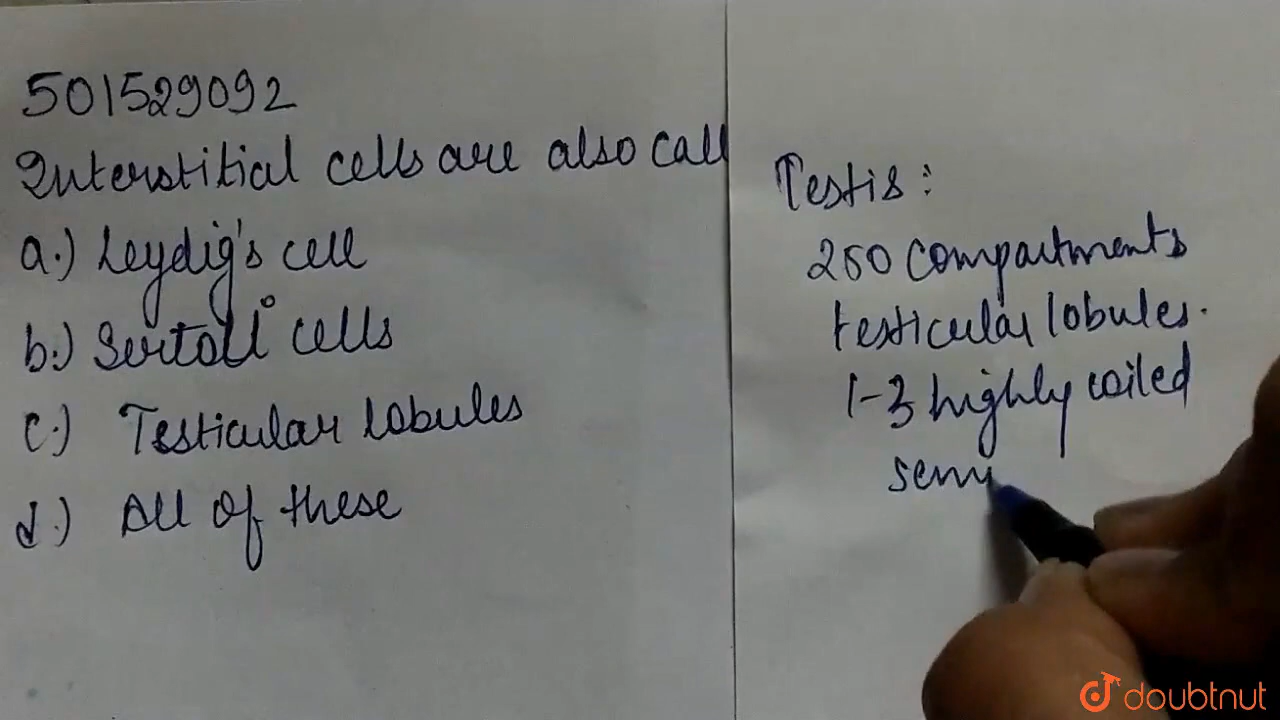 501529092
Interstitial cells are also call
a.) Leydig's cell
b.) Sertoli cells
c.) Testicular lobules
d.) All of these
Testis :
250 compartments
testicular lobules.
1-3 highly coiled
semi
doubtnut